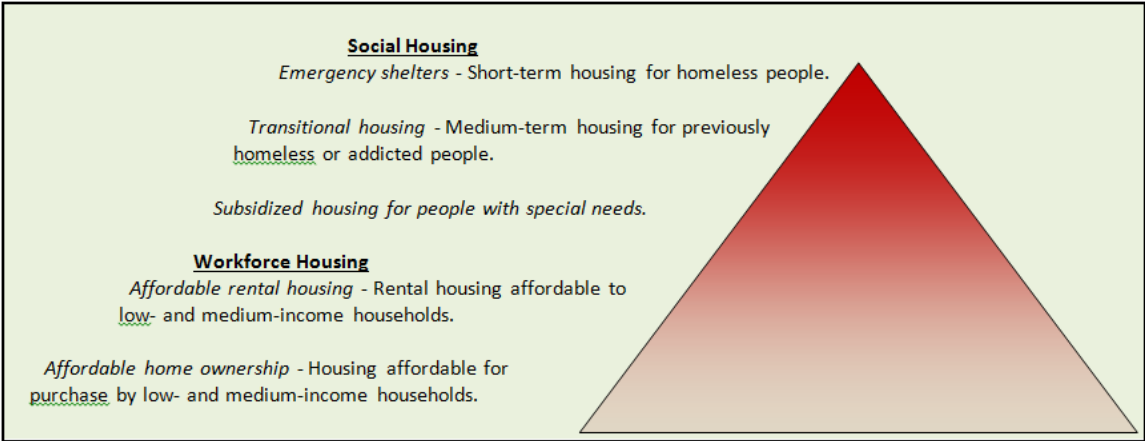 Social Housing
Emergency shelters - Short-term housing for homeless people.
Transitional housing - Medium-term housing for previously
homeless or addicted people.
Subsidized housing for people with special needs.
Workforce Housing
Affordable rental housing - Rental housing affordable to
low- and medium-income households.
Affordable home ownership - Housing affordable for
purchase by low- and medium-income households.